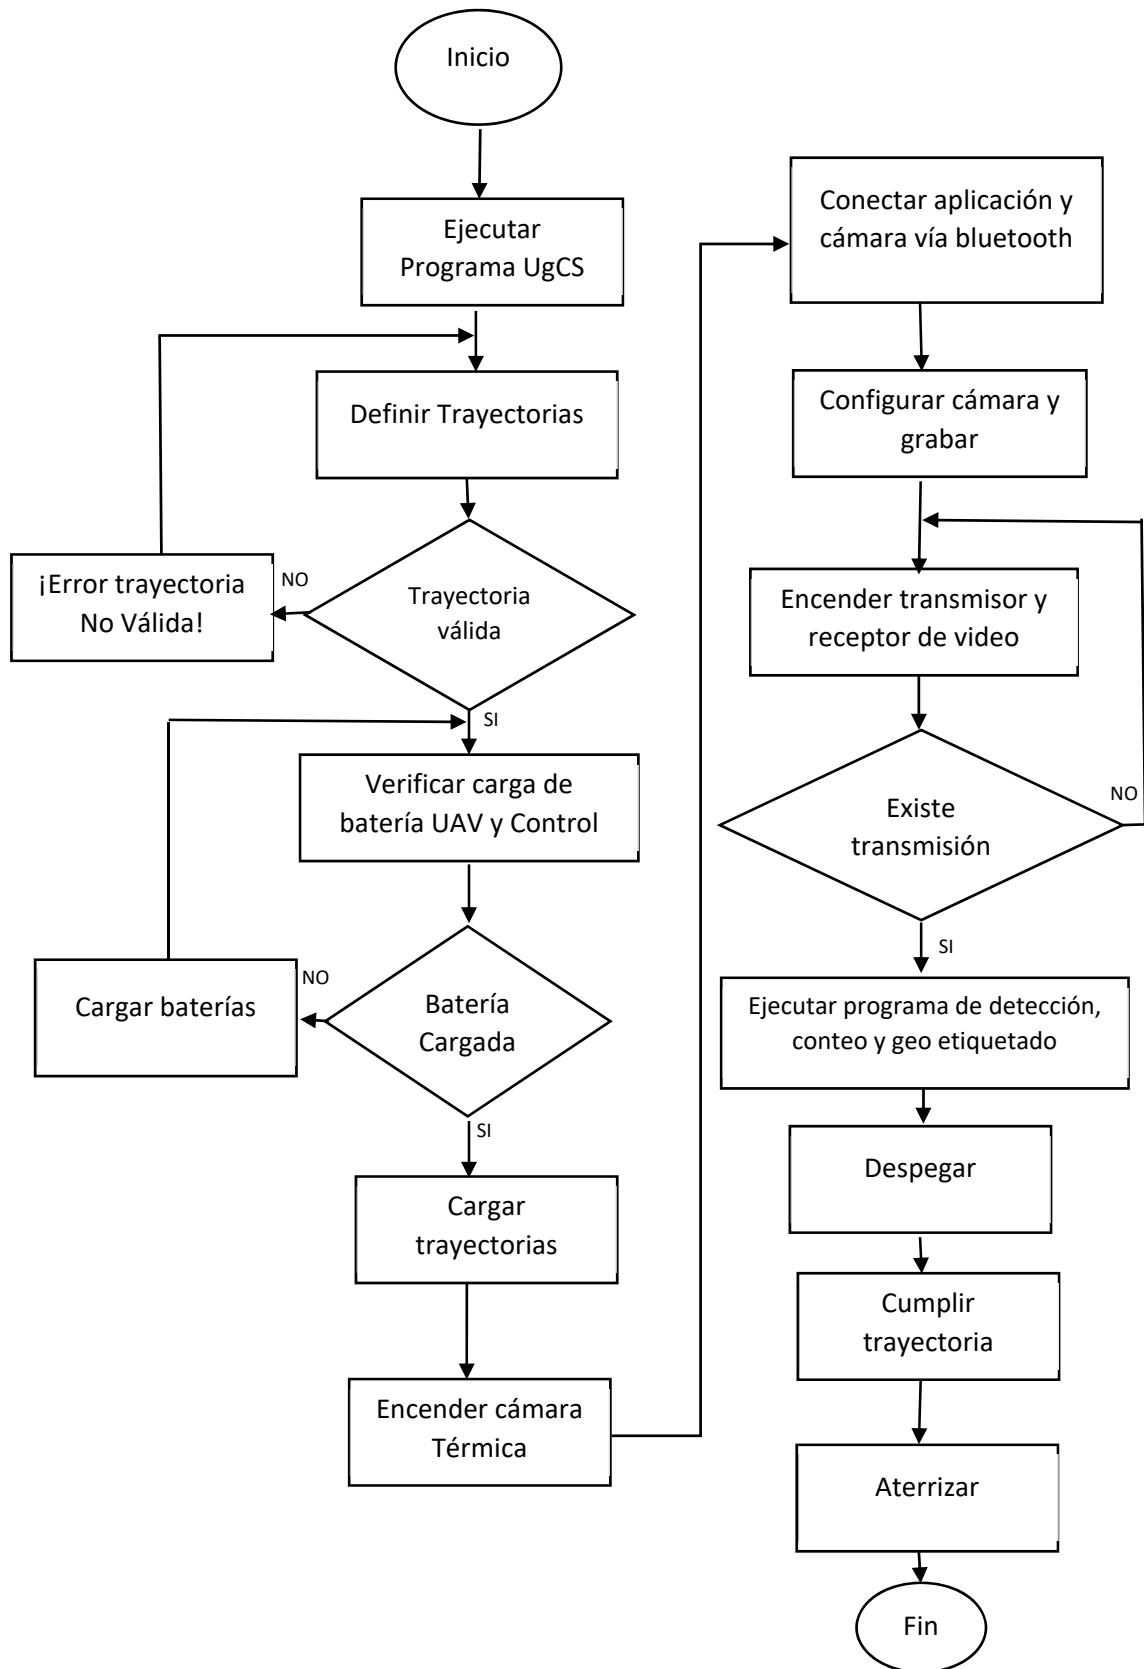 Inicio
Ejecutar
Programa UgCS
Definir Trayectorias
Trayectoria
válida
NO
¡Error trayectoria
No Válida!
SI
Verificar carga de
batería UAV y Control
Batería
Cargada
NO
Cargar baterías
SI
Cargar
trayectorias
Encender cámara
Térmica
Conectar aplicación y
cámara vía bluetooth
Configurar cámara y
grabar
Encender transmisor y
receptor de video
Existe
transmisión
NO
SI
Ejecutar programa de detección,
conteo y geo etiquetado
Despegar
Cumplir
trayectoria
Aterrizar
Fin